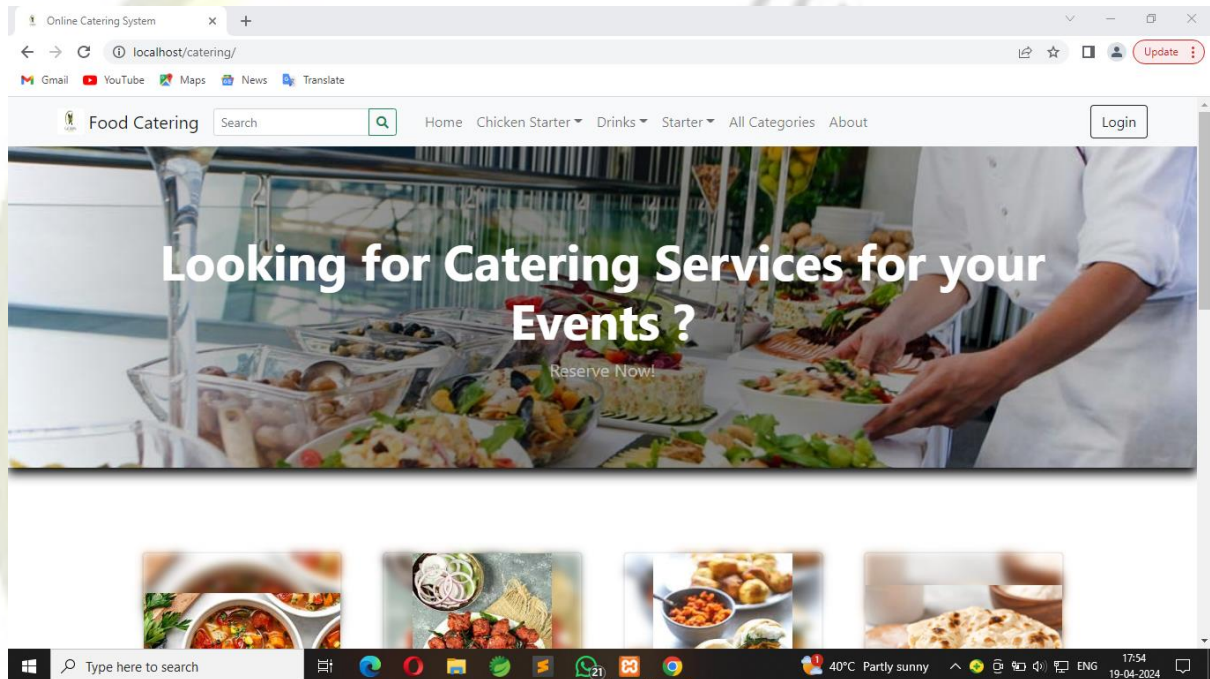 Online Catering System
localhost/catering/
Update
Gmail YouTube Maps News Translate
Food Catering Search Home Chicken Starter Drinks Starter All Categories About Login
Looking for Catering Services for your
Events ?
Reserve Now!
Type here to search 21 40°C Partly sunny ENG 17:54
19-04-2024